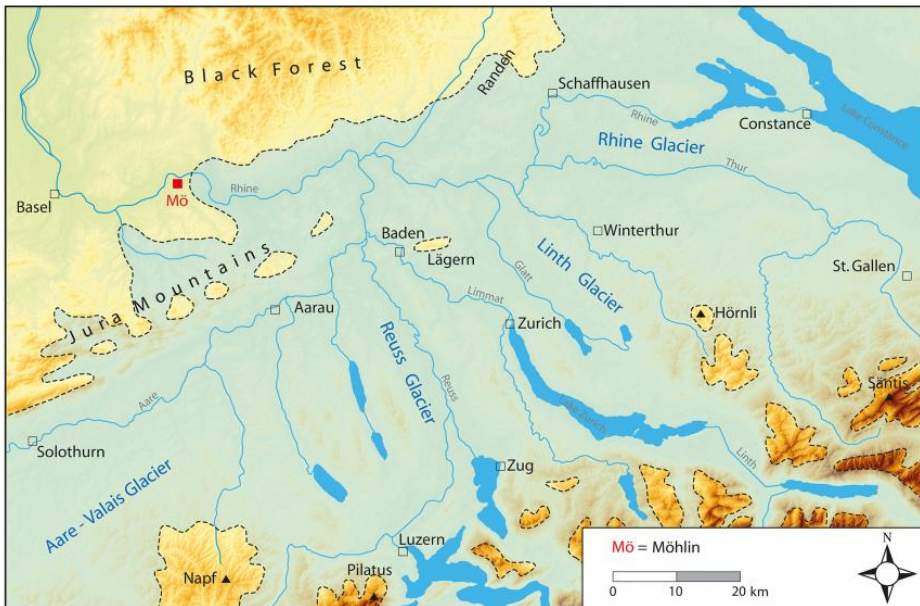 Black Forest
Randen
Schaffhausen
Rhine
Constance
Lake Constance
Rhine Glacier
Thur
Mö
Rhine
Basel
Baden
Lägern
Winterthur
St. Gallen
Jura Mountains
Glatt
Linth Glacier
Limmat
Aarau
Zurich
Hörnli
Reuss Glacier
Reuss
Säntis
Aare
Lake Zurich
Solothurn
Zug
Linth
Aare - Valais Glacier
Luzern
Napf
Pilatus
Mö = Möhlin
N
0 10 20 km